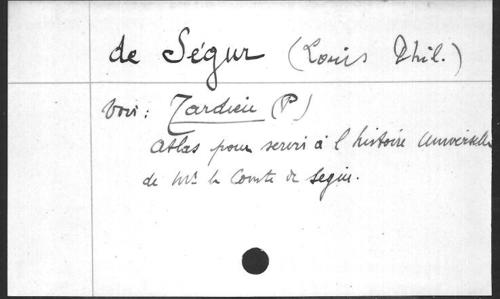 de Ségur (Louis Phil.)
Voir : Tardieu (P)
Atlas pour servir à l'histoire Universelle
de Mr le Comte de Ségur.